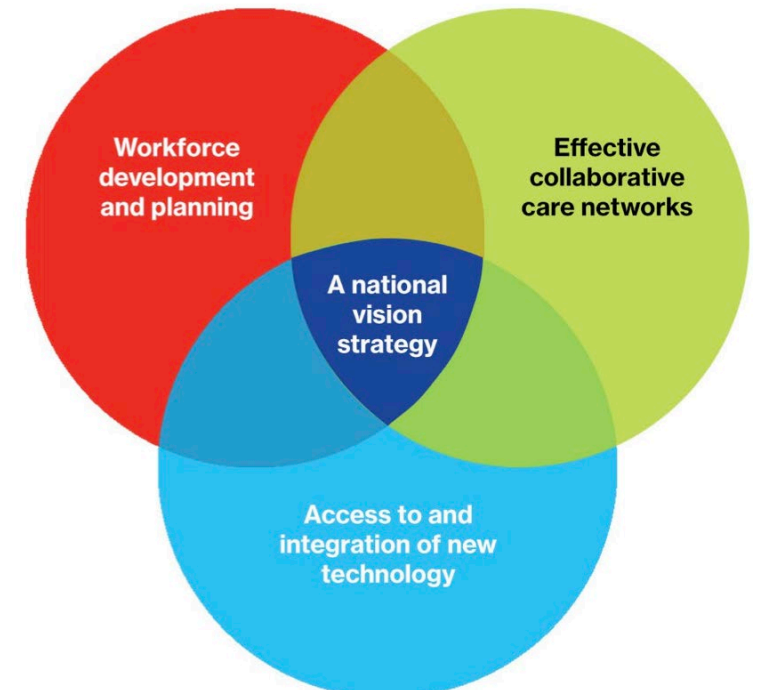 Workforce
development
and planning
Effective
collaborative
care networks
A national
vision
strategy
Access to and
integration of new
technology